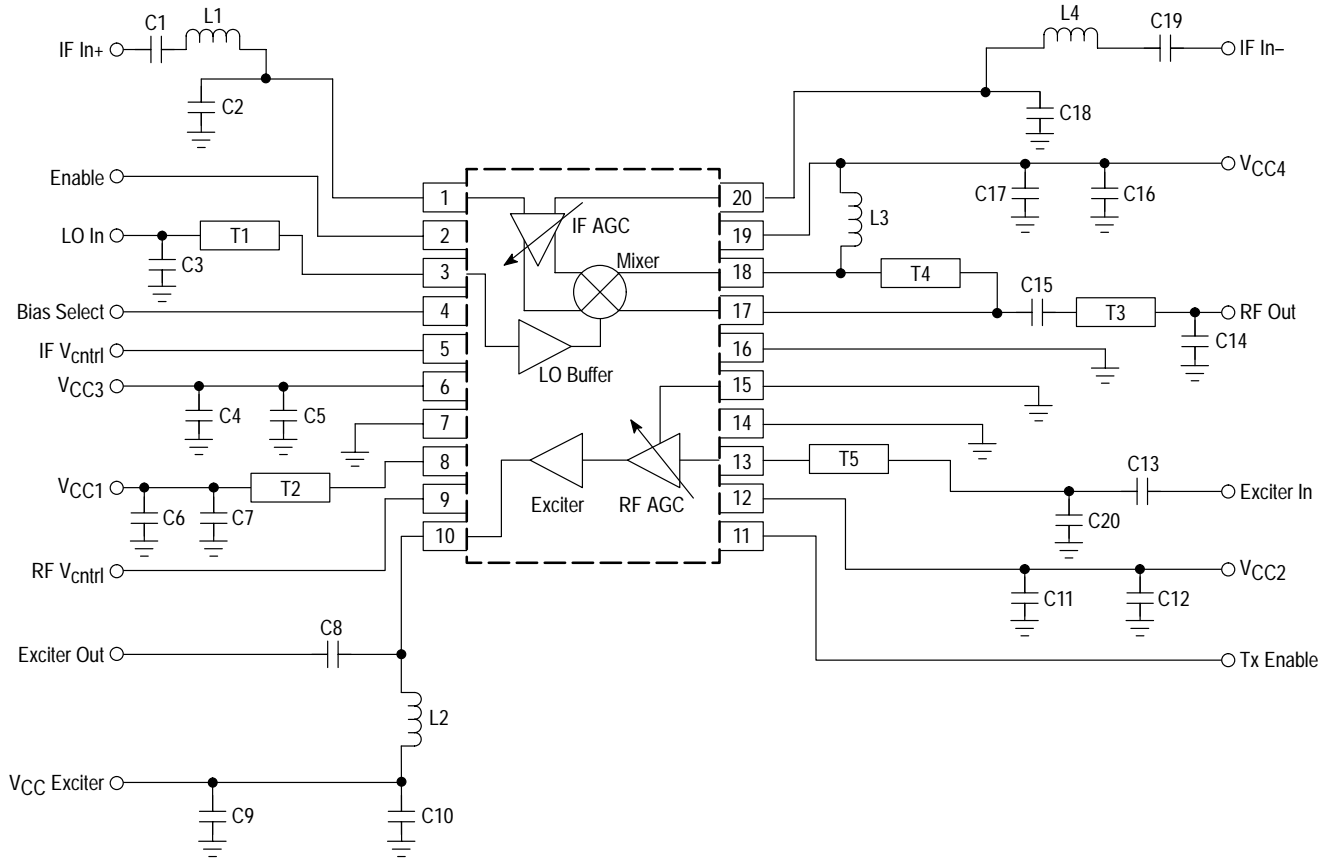 C1
L1
IF In+
C2
Enable
LO In
T1
C3
Bias Select
IF Vcntrl
VCC3
C4
C5
VCC1
T2
C6
C7
RF Vcntrl
Exciter Out
C8
L2
VCC Exciter
C9
C10
1
2
3
4
5
6
7
8
9
10
IF AGC
Mixer
LO Buffer
Exciter
RF AGC
20
19
18
17
16
15
14
13
12
11
L4
C19
IF In–
C18
VCC4
C17
C16
L3
T4
C15
T3
RF Out
C14
T5
C13
Exciter In
C20
VCC2
C11
C12
Tx Enable